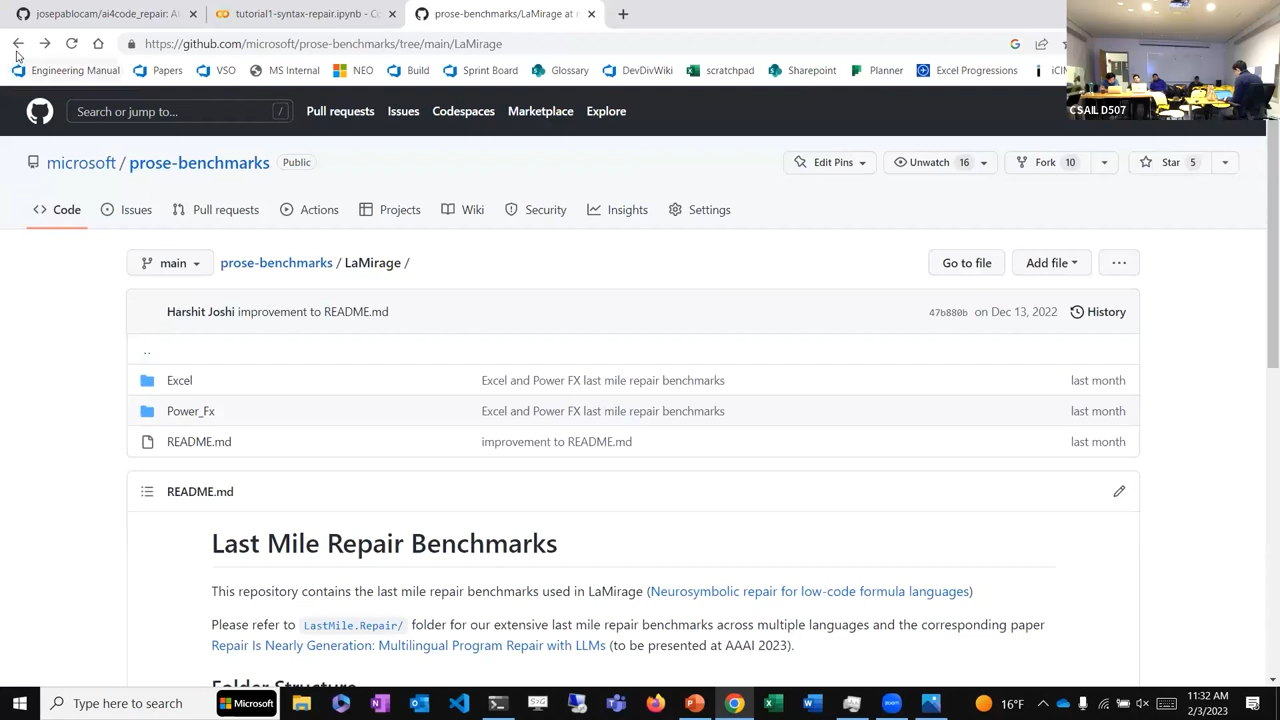 josepablocam/ai4code_repair: A
tutorial1-syntax-repair.ipynb - Co
prose-benchmarks/LaMirage at m
https://github.com/microsoft/prose-benchmarks/tree/main/LaMirage
Engineering Manual
Papers
VSO
MS Internal
NEO
Build
Sprint Board
Glossary
DevDivWiki
scratchpad
Sharepoint
Planner
Excel Progressions
CSAIL D507
Search or jump to...
/
Pull requests
Issues
Codespaces
Marketplace
Explore
microsoft / prose-benchmarks
Public
Edit Pins
Unwatch 16
Fork 10
Star 5
Code
Issues
Pull requests
Actions
Projects
Wiki
Security
Insights
Settings
main
prose-benchmarks / LaMirage /
Go to file
Add file
...
Harshit Joshi improvement to README.md
47b880b on Dec 13, 2022
History
..
Excel
Excel and Power FX last mile repair benchmarks
last month
Power_Fx
Excel and Power FX last mile repair benchmarks
last month
README.md
improvement to README.md
last month
README.md
Last Mile Repair Benchmarks
This repository contains the last mile repair benchmarks used in LaMirage (Neurosymbolic repair for low-code formula languages)
Please refer to LastMile.Repair/ folder for our extensive last mile repair benchmarks across multiple languages and the corresponding paper
Repair Is Nearly Generation: Multilingual Program Repair with LLMs (to be presented at AAAI 2023).
Folder Structure
Type here to search
Microsoft
16°F
11:32 AM
2/3/2023